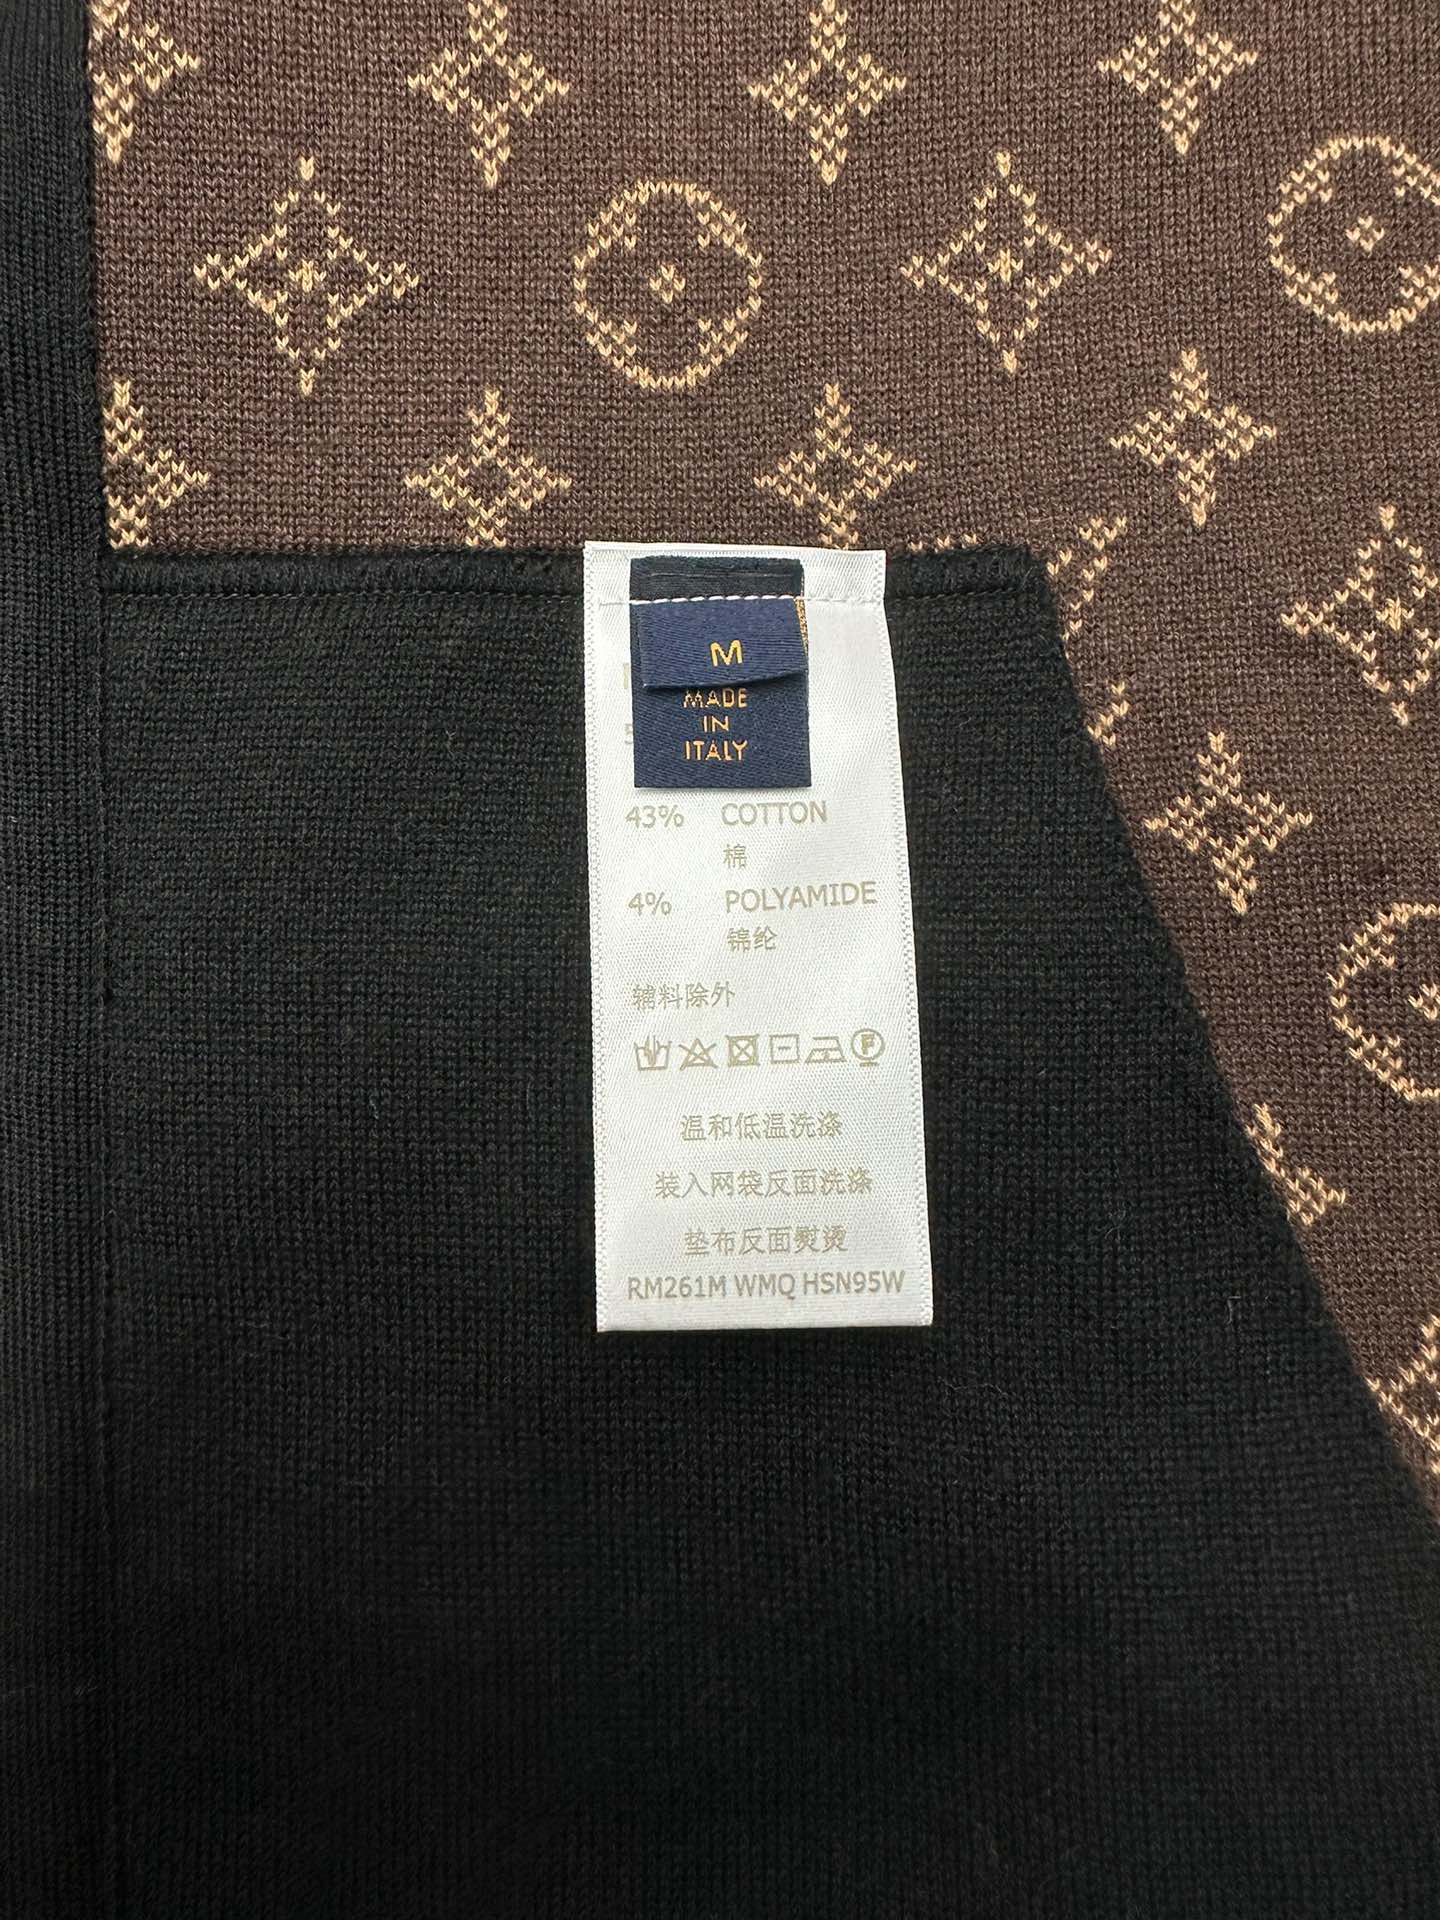 M
MADE
IN
ITALY
43% COTTON
棉
4% POLYAMIDE
锦纶
辅料除外
F
温和低温洗涤
装入网袋反面洗涤
垫布反面熨烫
RM261M WMQ HSN95W